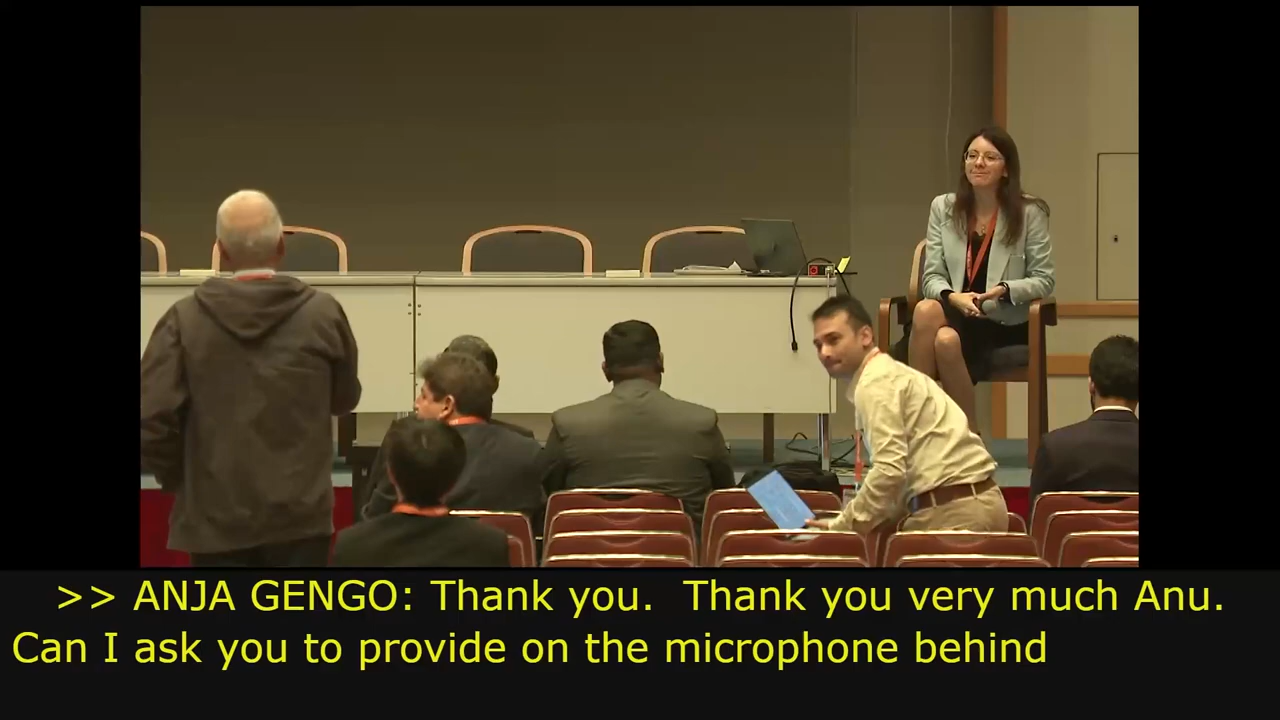 >> ANJA GENGO: Thank you.  Thank you very much Anu.
Can I ask you to provide on the microphone behind